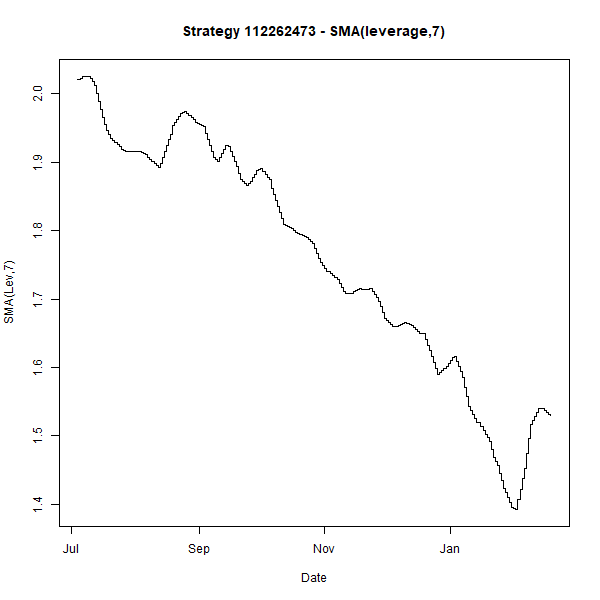 Strategy 112262473 - SMA(leverage,7)
SMA(Lev,7)
2.0
1.9
1.8
1.7
1.6
1.5
1.4
Jul Sep Nov Jan
Date